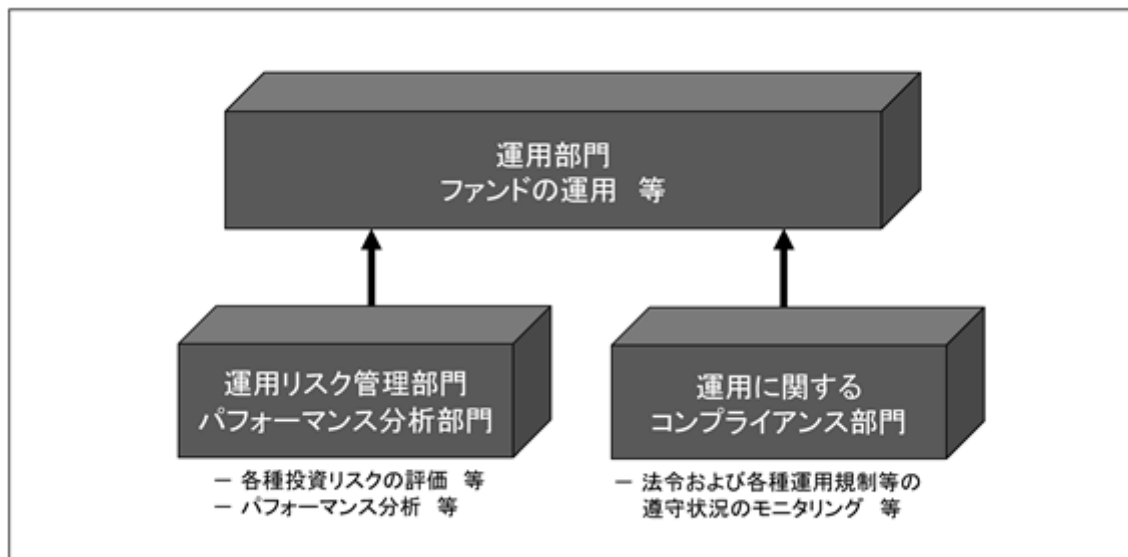 運用部門
ファンドの運用　等
運用リスク管理部門
パフォーマンス分析部門
－ 各種投資リスクの評価　等
－ パフォーマンス分析　等
運用に関する
コンプライアンス部門
－ 法令および各種運用規制等の
遵守状況のモニタリング　等